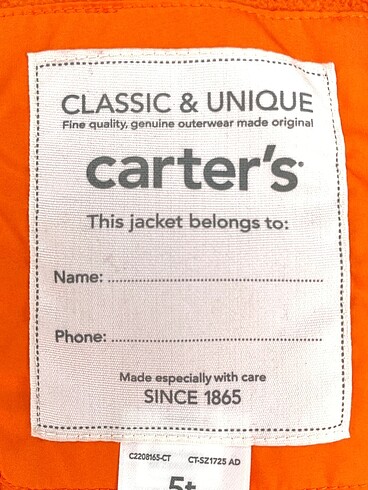 CLASSIC & UNIQUE
Fine quality, genuine outerwear made original
carter's
This jacket belongs to:
Name: ........................................................
Phone: ........................................................
Made especially with care
SINCE 1865
C2208165-CT CT-SZ1725 AD
5t